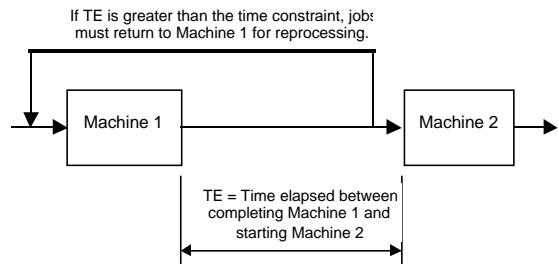 If TE is greater than the time constraint, jobs
must return to Machine 1 for reprocessing.
Machine 1
Machine 2
TE = Time elapsed between
completing Machine 1 and
starting Machine 2